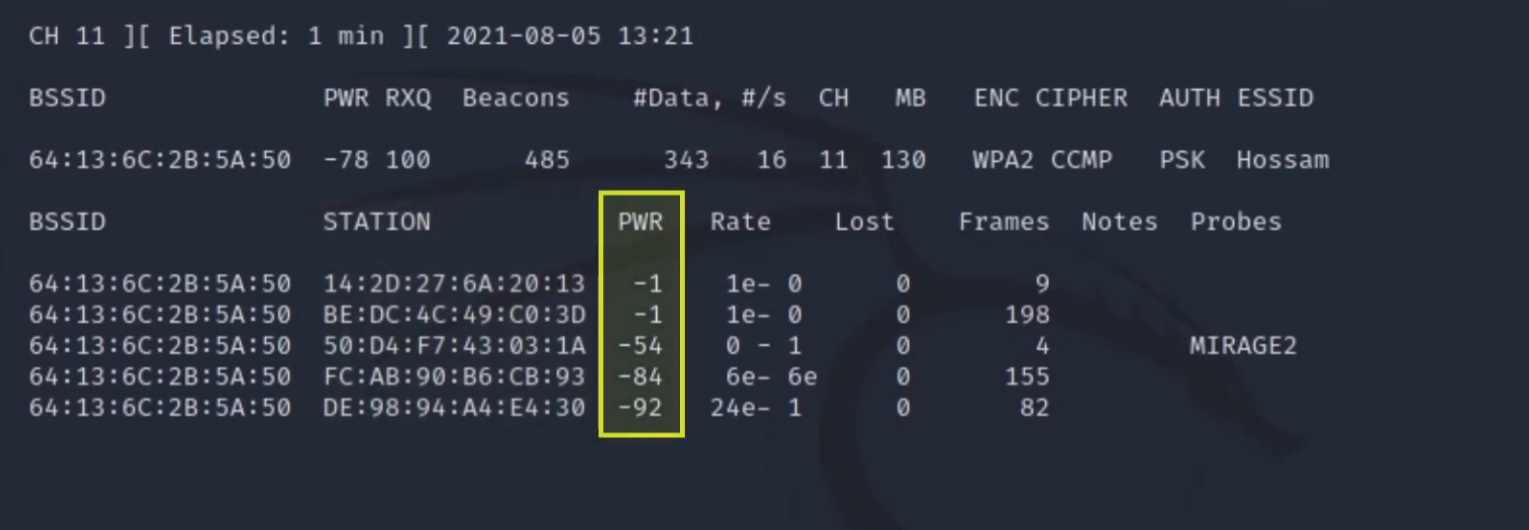 CH 11 ][ Elapsed: 1 min ][ 2021-08-05 13:21
BSSID PWR RXQ Beacons #Data, #/s CH MB ENC CIPHER AUTH ESSID
64:13:6C:2B:5A:50 -78 100 485 343 16 11 130 WPA2 CCMP PSK Hossam
BSSID STATION PWR Rate Lost Frames Notes Probes
64:13:6C:2B:5A:50 14:2D:27:6A:20:13 -1 1e- 0 0 9
64:13:6C:2B:5A:50 BE:DC:4C:49:C0:3D -1 1e- 0 0 198
64:13:6C:2B:5A:50 50:D4:F7:43:03:1A -54 0 - 1 0 4 MIRAGE2
64:13:6C:2B:5A:50 FC:AB:90:B6:CB:93 -84 6e- 6e 0 155
64:13:6C:2B:5A:50 DE:98:94:A4:E4:30 -92 24e- 1 0 82